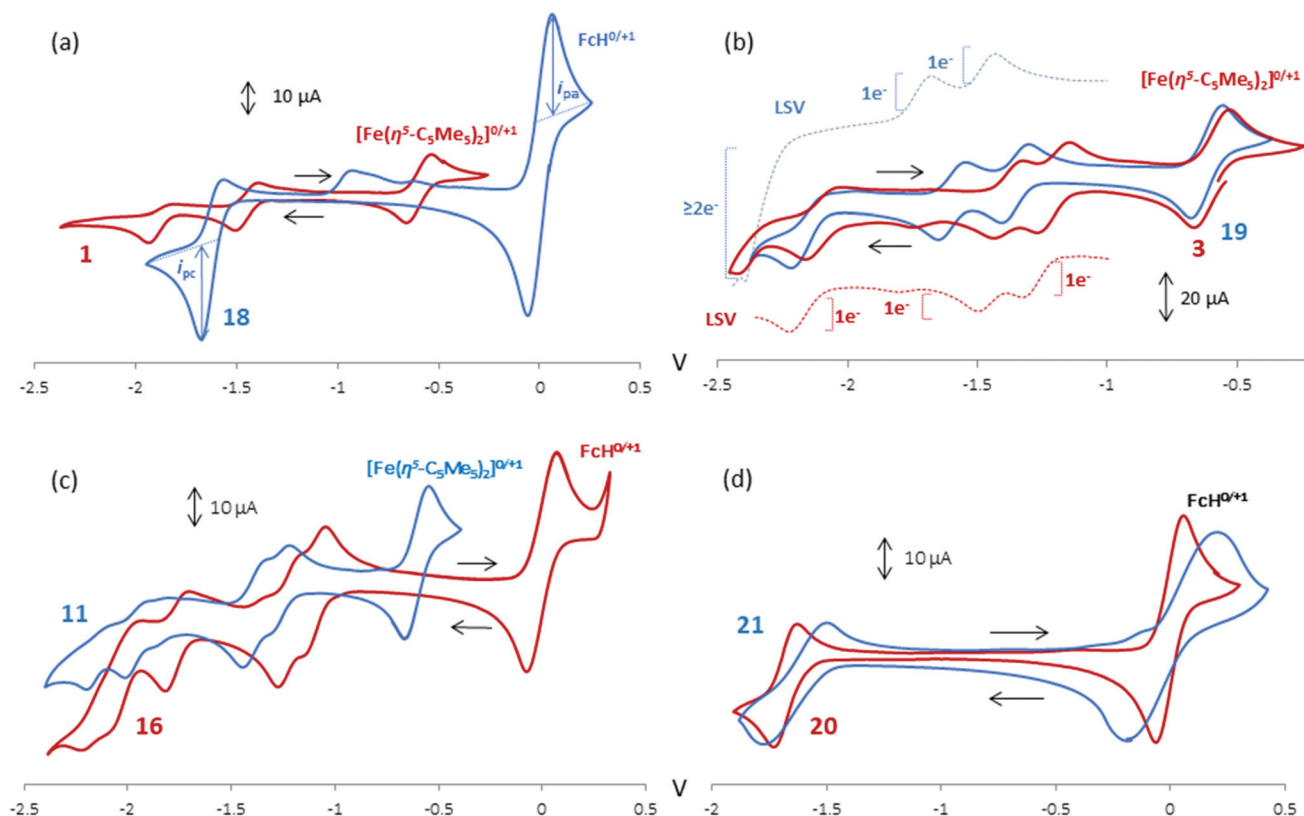 (a)
FcH⁰/⁺¹
10 µA
iₚₐ
[Fe(η⁵-C₅Me₅)₂]⁰/⁺¹
1
iₚ꜀
18
-2.5 -2 -1.5 -1 -0.5 0 0.5
V
(b)
1e⁻
1e⁻
LSV
[Fe(η⁵-C₅Me₅)₂]⁰/⁺¹
≥2e⁻
19
3
1e⁻
LSV
1e⁻
1e⁻
20 µA
-2.5 -2 -1.5 -1 -0.5
(c)
FcH⁰/⁺¹
[Fe(η⁵-C₅Me₅)₂]⁰/⁺¹
10 µA
11
16
-2.5 -2 -1.5 -1 -0.5 0 0.5
V
(d)
FcH⁰/⁺¹
10 µA
21
20
-2 -1.5 -1 -0.5 0 0.5